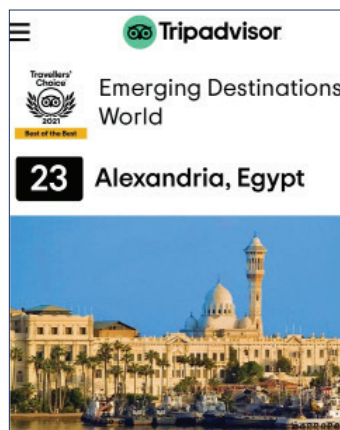 Tripadvisor
Travellers'
Choice
2021
Best of the Best
Emerging Destinations
World
23 Alexandria, Egypt